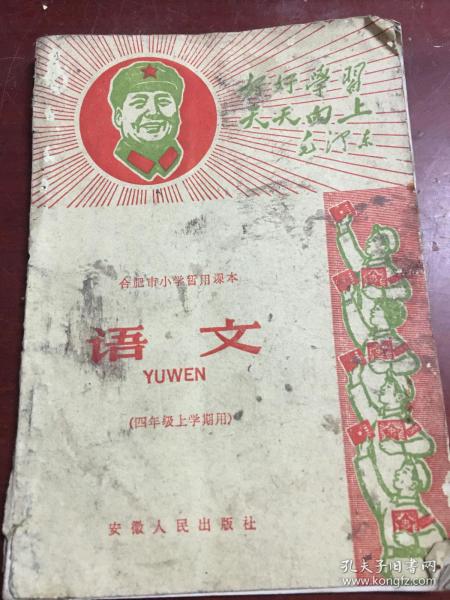 好好学習
天天向上
毛泽东
合肥市小学暂用课本
语文
YUWEN
(四年级上学期用)
安徽人民出版社
孔夫子旧书网
www.kongfz.com